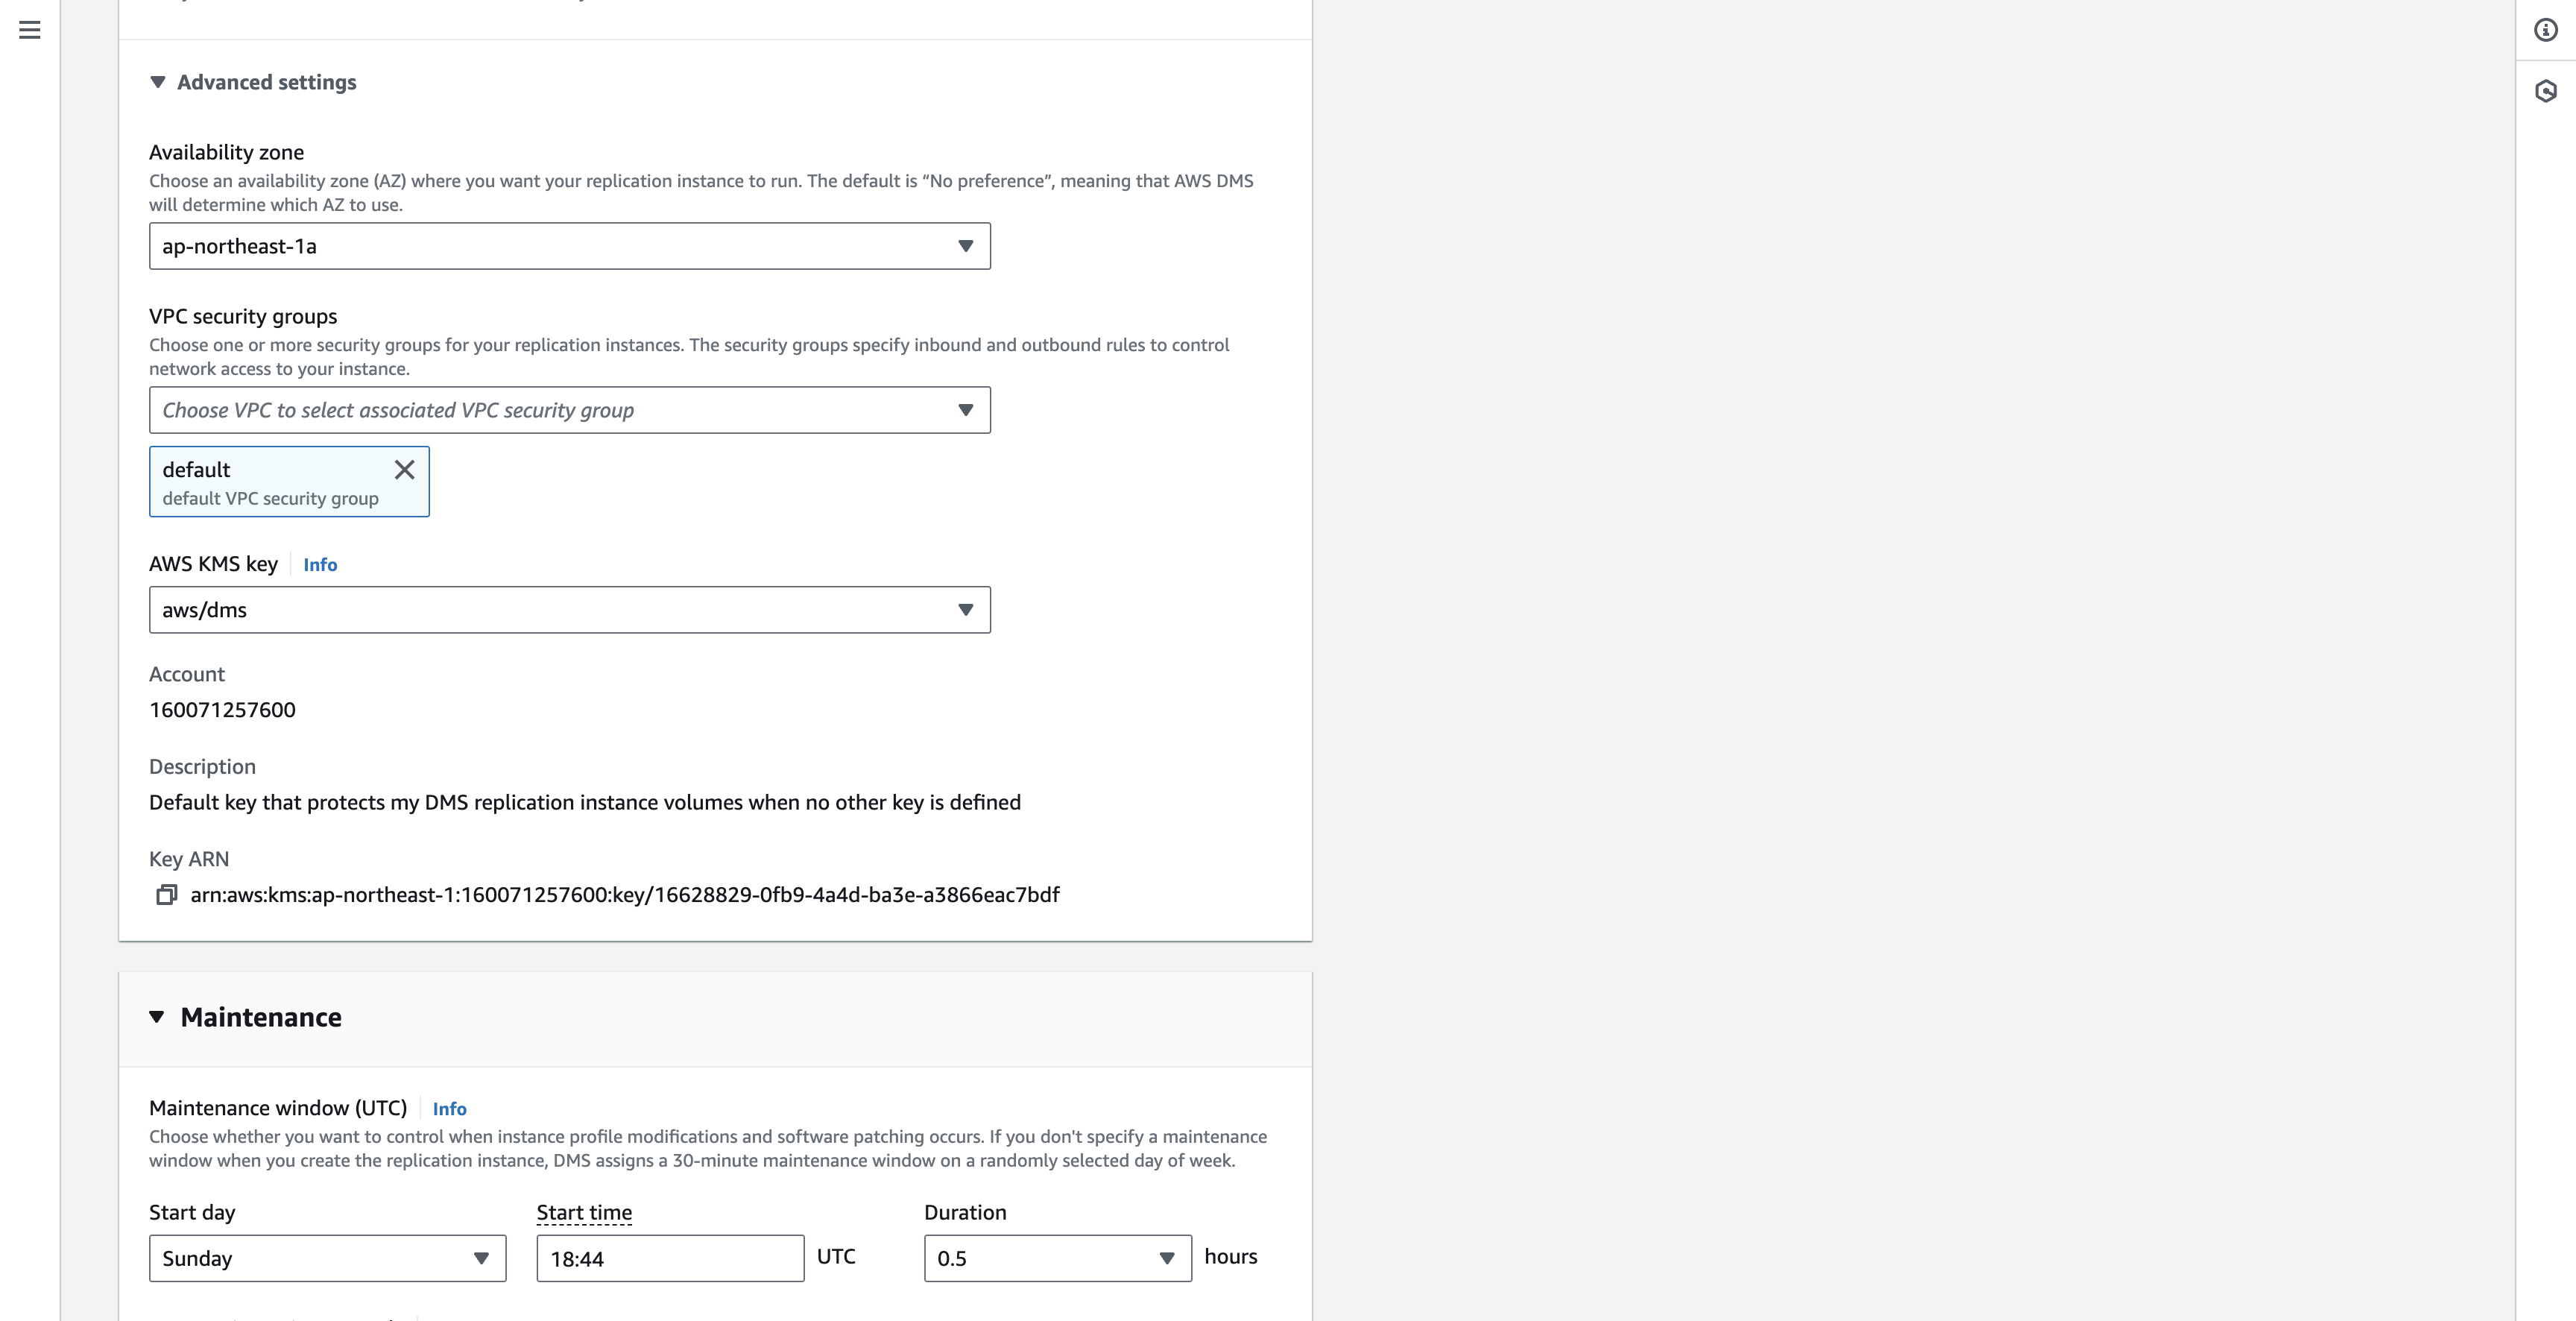 Advanced settings
Availability zone
Choose an availability zone (AZ) where you want your replication instance to run. The default is “No preference”, meaning that AWS DMS
will determine which AZ to use.
ap-northeast-1a
VPC security groups
Choose one or more security groups for your replication instances. The security groups specify inbound and outbound rules to control
network access to your instance.
Choose VPC to select associated VPC security group
default
default VPC security group
AWS KMS key Info
aws/dms
Account
160071257600
Description
Default key that protects my DMS replication instance volumes when no other key is defined
Key ARN
arn:aws:kms:ap-northeast-1:160071257600:key/16628829-0fb9-4a4d-ba3e-a3866eac7bdf
Maintenance
Maintenance window (UTC) Info
Choose whether you want to control when instance profile modifications and software patching occurs. If you don't specify a maintenance
window when you create the replication instance, DMS assigns a 30-minute maintenance window on a randomly selected day of week.
Start day Start time Duration
Sunday 18:44 UTC 0.5 hours